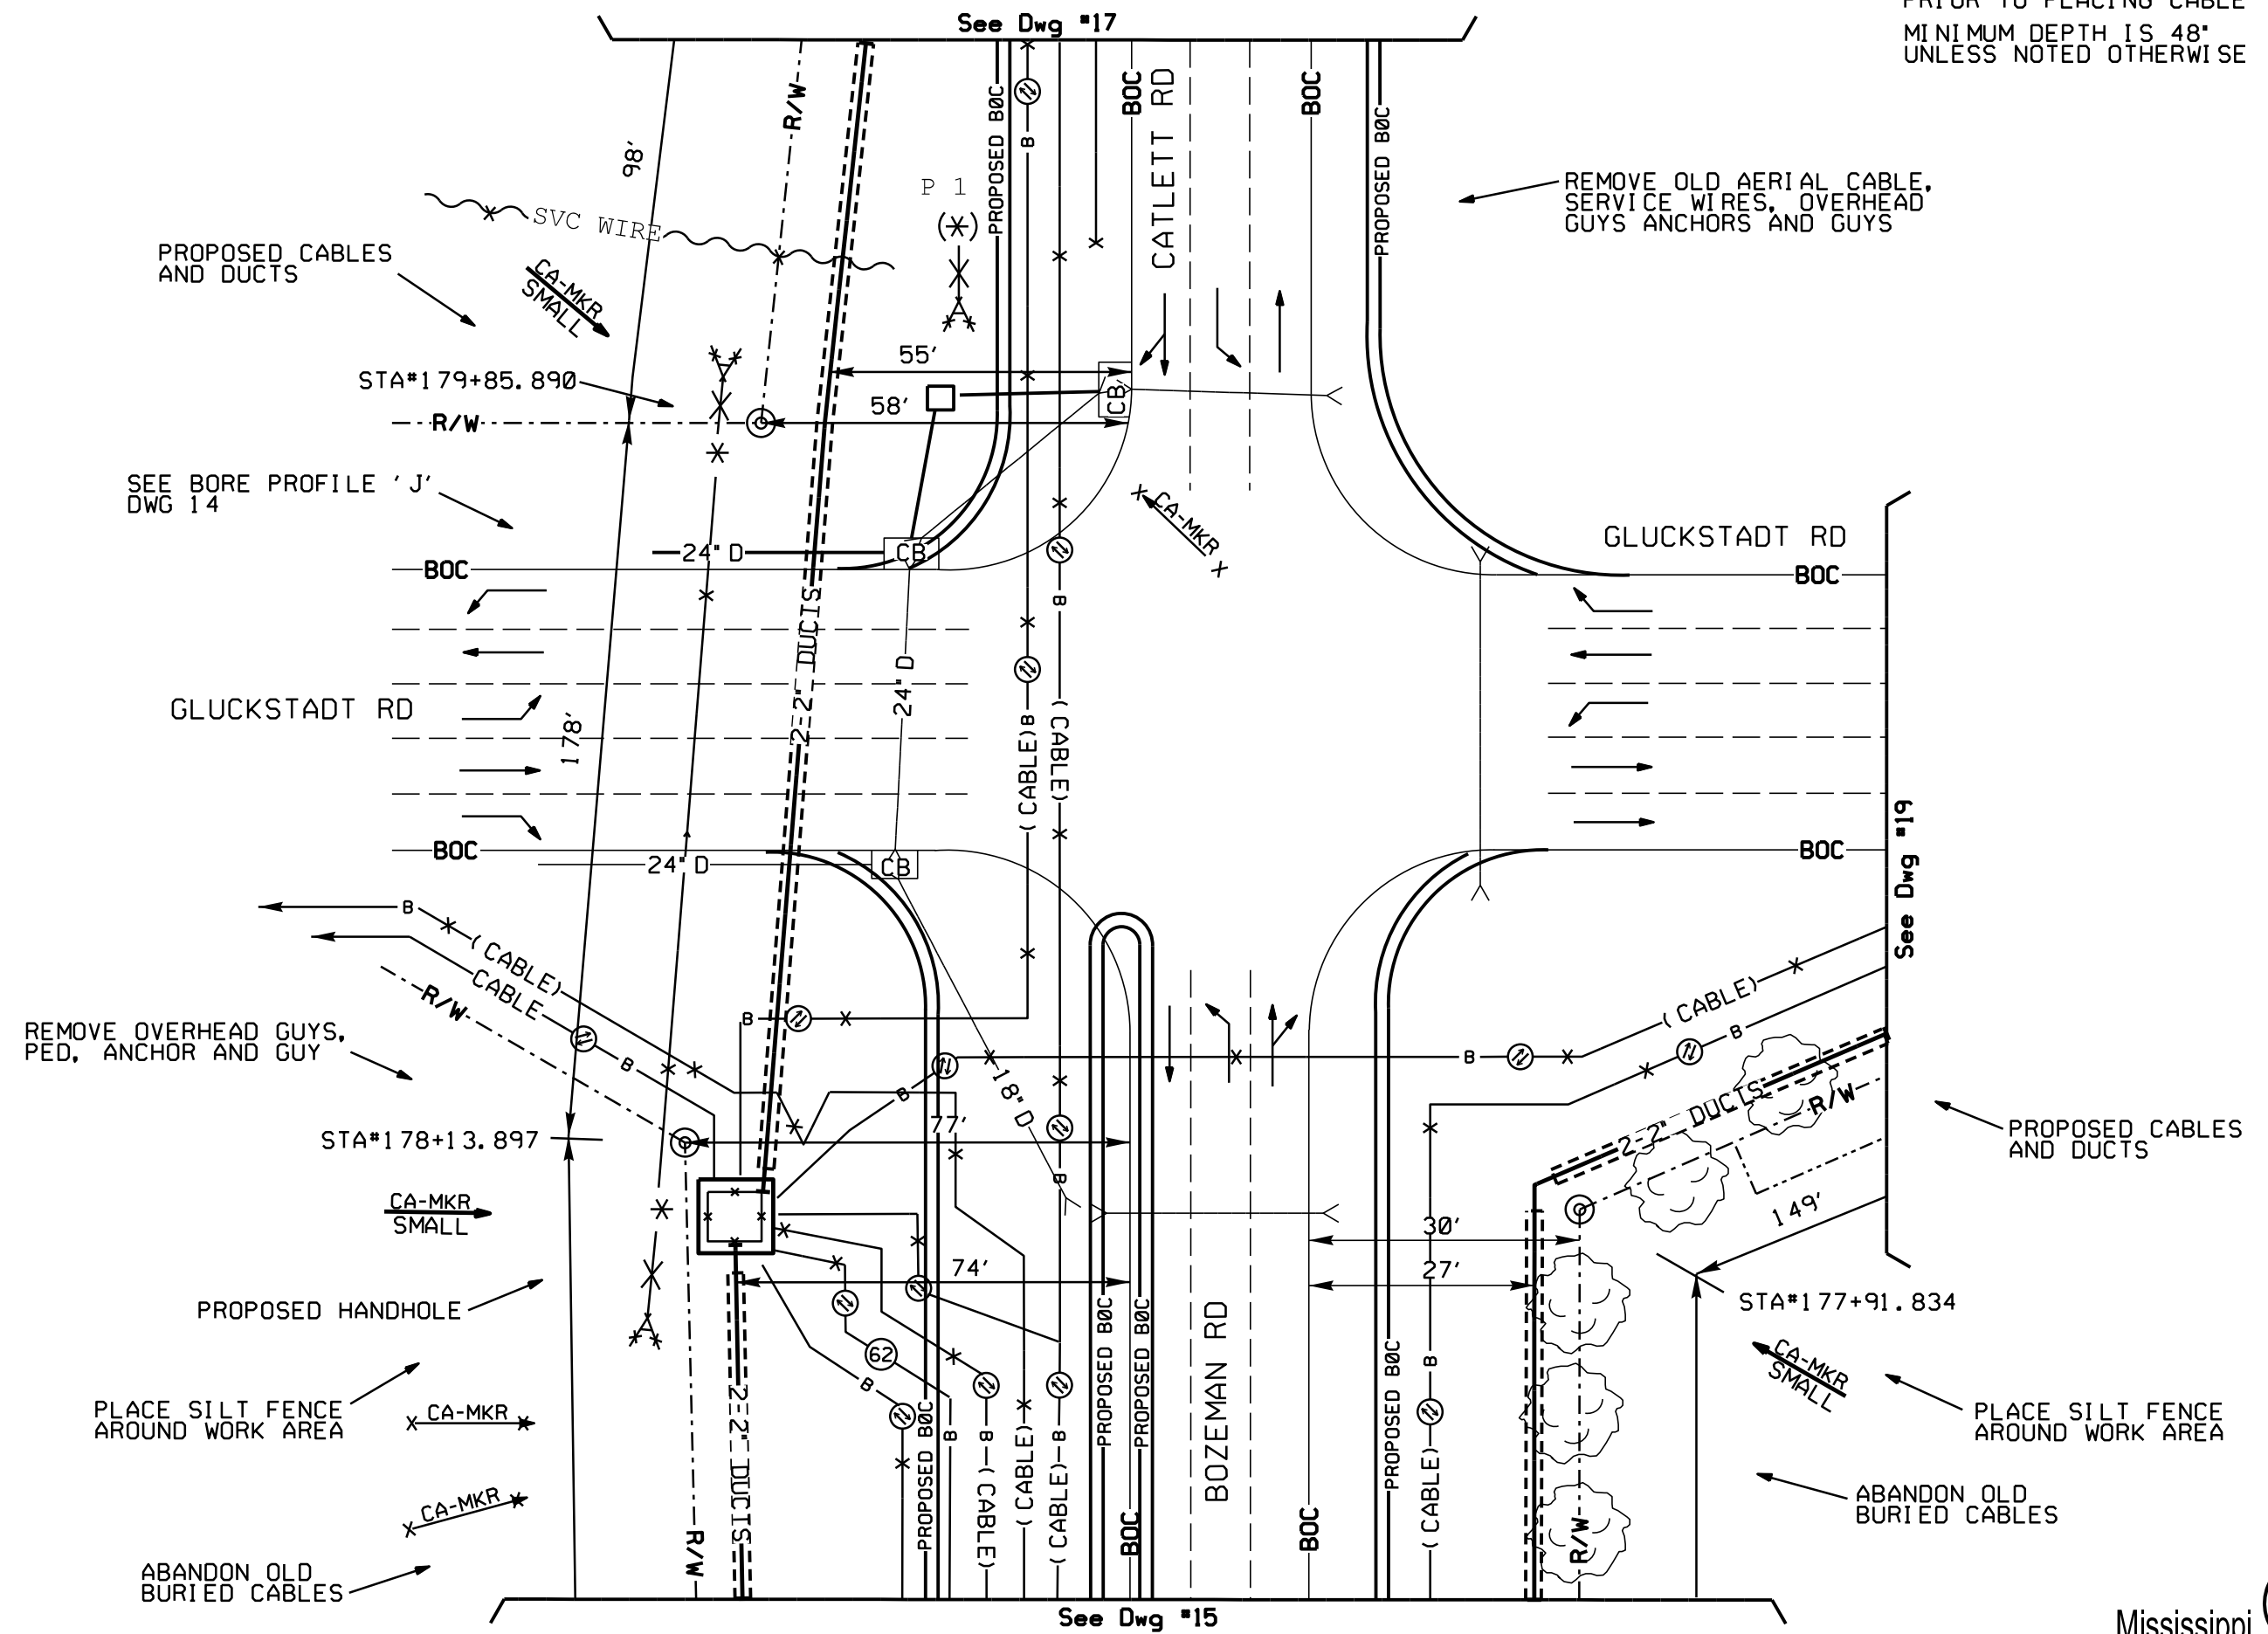 See Dwg #17
PRIOR TO PLACING CABLE
MINIMUM DEPTH IS 48"
UNLESS NOTED OTHERWISE
R/W
98'
PROPOSED BOC
B
BOC
CATLETT RD
BOC
PROPOSED BOC
P 1
(*)
SVC WIRE
REMOVE OLD AERIAL CABLE,
SERVICE WIRES, OVERHEAD
GUYS ANCHORS AND GUYS
PROPOSED CABLES
AND DUCTS
CA-MKR
SMALL
55'
STA#179+85.890
58'
CB
R/W
SEE BORE PROFILE 'J'
DWG 14
CA-MKR
GLUCKSTADT RD
24" D
CB
BOC
BOC
B
2-2" DUCTS
24" D
GLUCKSTADT RD
178'
B
(CABLE)
(CABLE)
BOC
24" D
CB
BOC
See Dwg #19
B
(CABLE)
CABLE
R/W
B
(CABLE)
B
B
B
REMOVE OVERHEAD GUYS,
PED, ANCHOR AND GUY
B
18" D
2-2" DUCTS
R/W
77'
STA#178+13.897
PROPOSED CABLES
AND DUCTS
CA-MKR
SMALL
B
149'
30'
74'
27'
PROPOSED HANDHOLE
STA#177+91.834
62
B
CA-MKR
SMALL
PLACE SILT FENCE
AROUND WORK AREA
CA-MKR
2-2" DUCTS
PROPOSED BOC
B
B
(CABLE)
(CABLE)
B
(CABLE)
PROPOSED BOC
PROPOSED BOC
BOZEMAN RD
PROPOSED BOC
B
(CABLE)
PLACE SILT FENCE
AROUND WORK AREA
CA-MKR
R/W
BOC
BOC
R/W
ABANDON OLD
BURIED CABLES
ABANDON OLD
BURIED CABLES
See Dwg #15
Mississippi